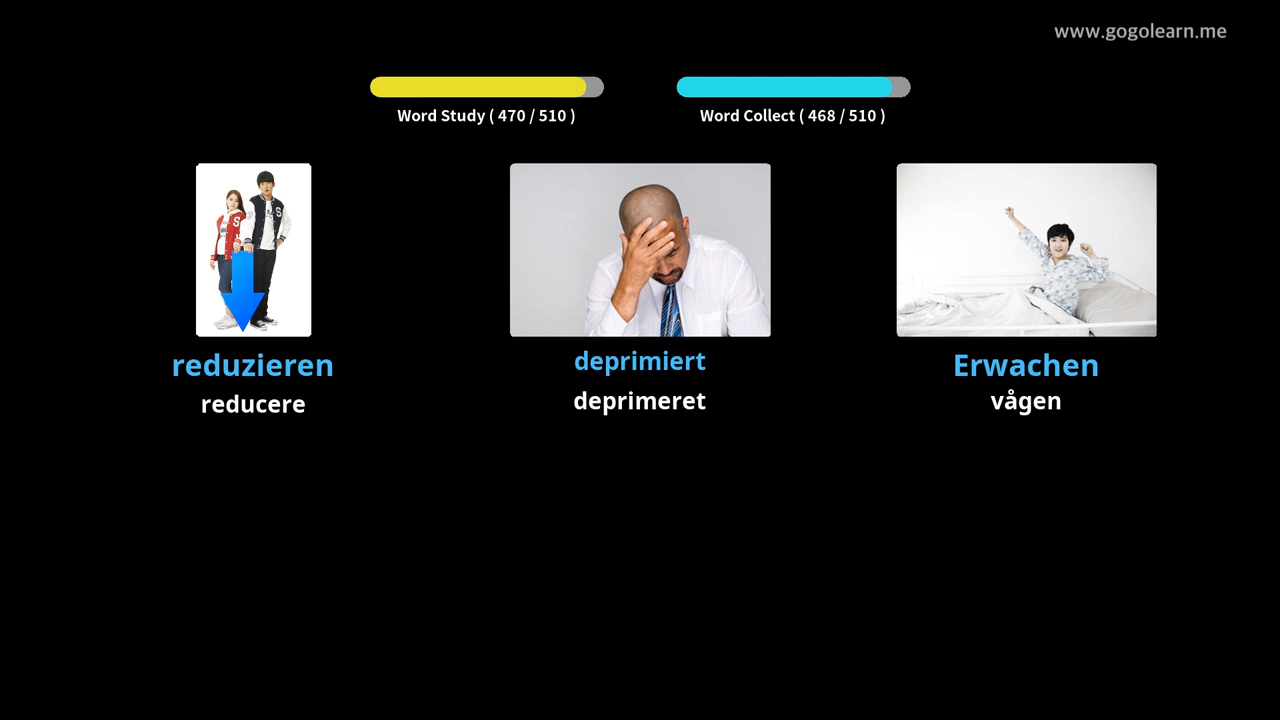 www.gogolearn.me
Word Study ( 470 / 510 )
Word Collect ( 468 / 510 )
S
S
reduzieren
deprimiert
Erwachen
reducere
deprimeret
vågen